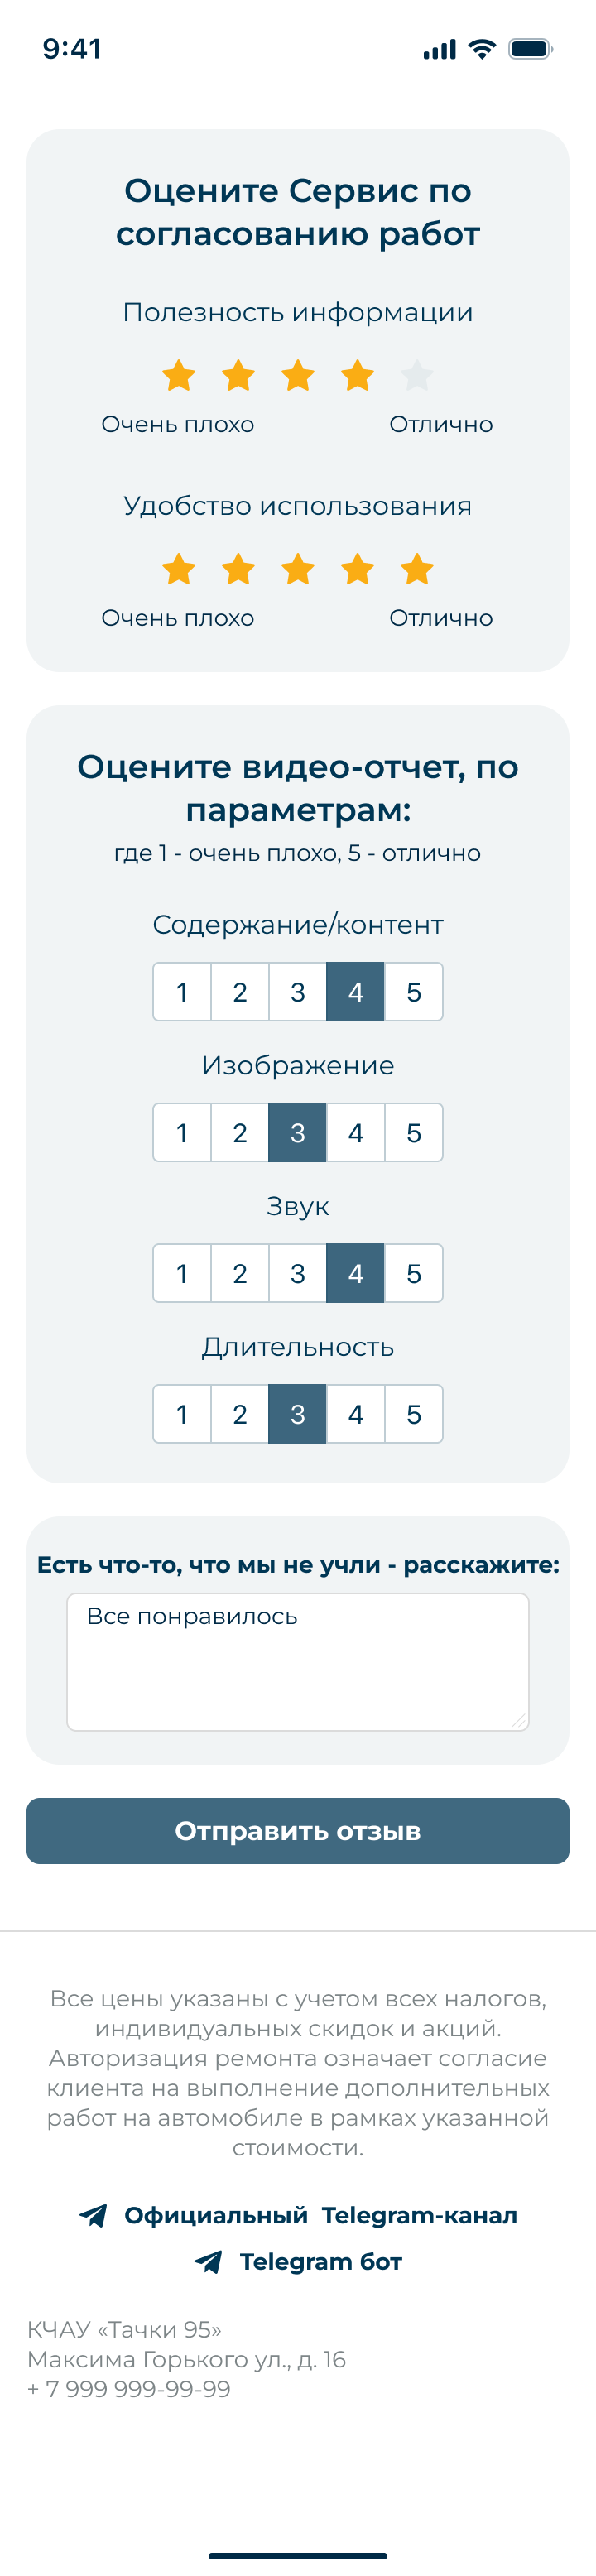 9:41
Оцените Сервис по
согласованию работ
Полезность информации
Очень плохо Отлично
Удобство использования
Очень плохо Отлично
Оцените видео-отчет, по
параметрам:
где 1 - очень плохо, 5 - отлично
Содержание/контент
1 2 3 4 5
Изображение
1 2 3 4 5
Звук
1 2 3 4 5
Длительность
1 2 3 4 5
Есть что-то, что мы не учли - расскажите:
Все понравилось
Отправить отзыв
Все цены указаны с учетом всех налогов,
индивидуальных скидок и акций.
Авторизация ремонта означает согласие
клиента на выполнение дополнительных
работ на автомобиле в рамках указанной
стоимости.
Официальный Telegram-канал
Telegram бот
КЧАУ «Тачки 95»
Максима Горького ул., д. 16
+ 7 999 999-99-99